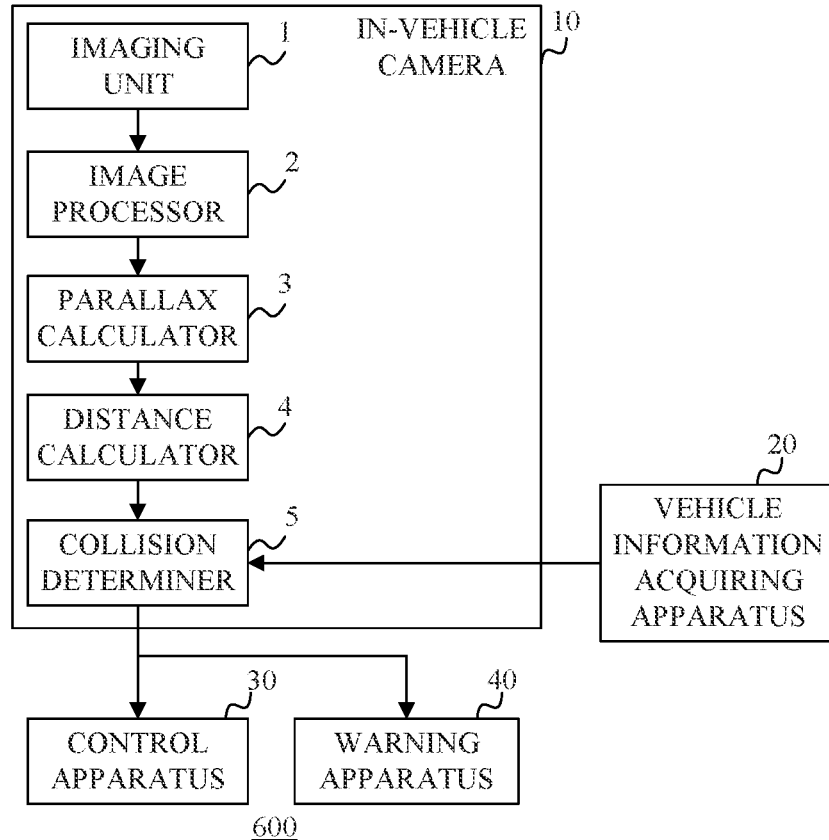 IN-VEHICLE
CAMERA
10
IMAGING
UNIT
1
IMAGE
PROCESSOR
2
PARALLAX
CALCULATOR
3
DISTANCE
CALCULATOR
4
COLLISION
DETERMINER
5
20
VEHICLE
INFORMATION
ACQUIRING
APPARATUS
30
CONTROL
APPARATUS
40
WARNING
APPARATUS
600